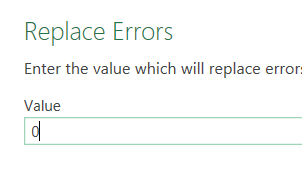 Replace Errors
Enter the value which will replace errors
Value
0